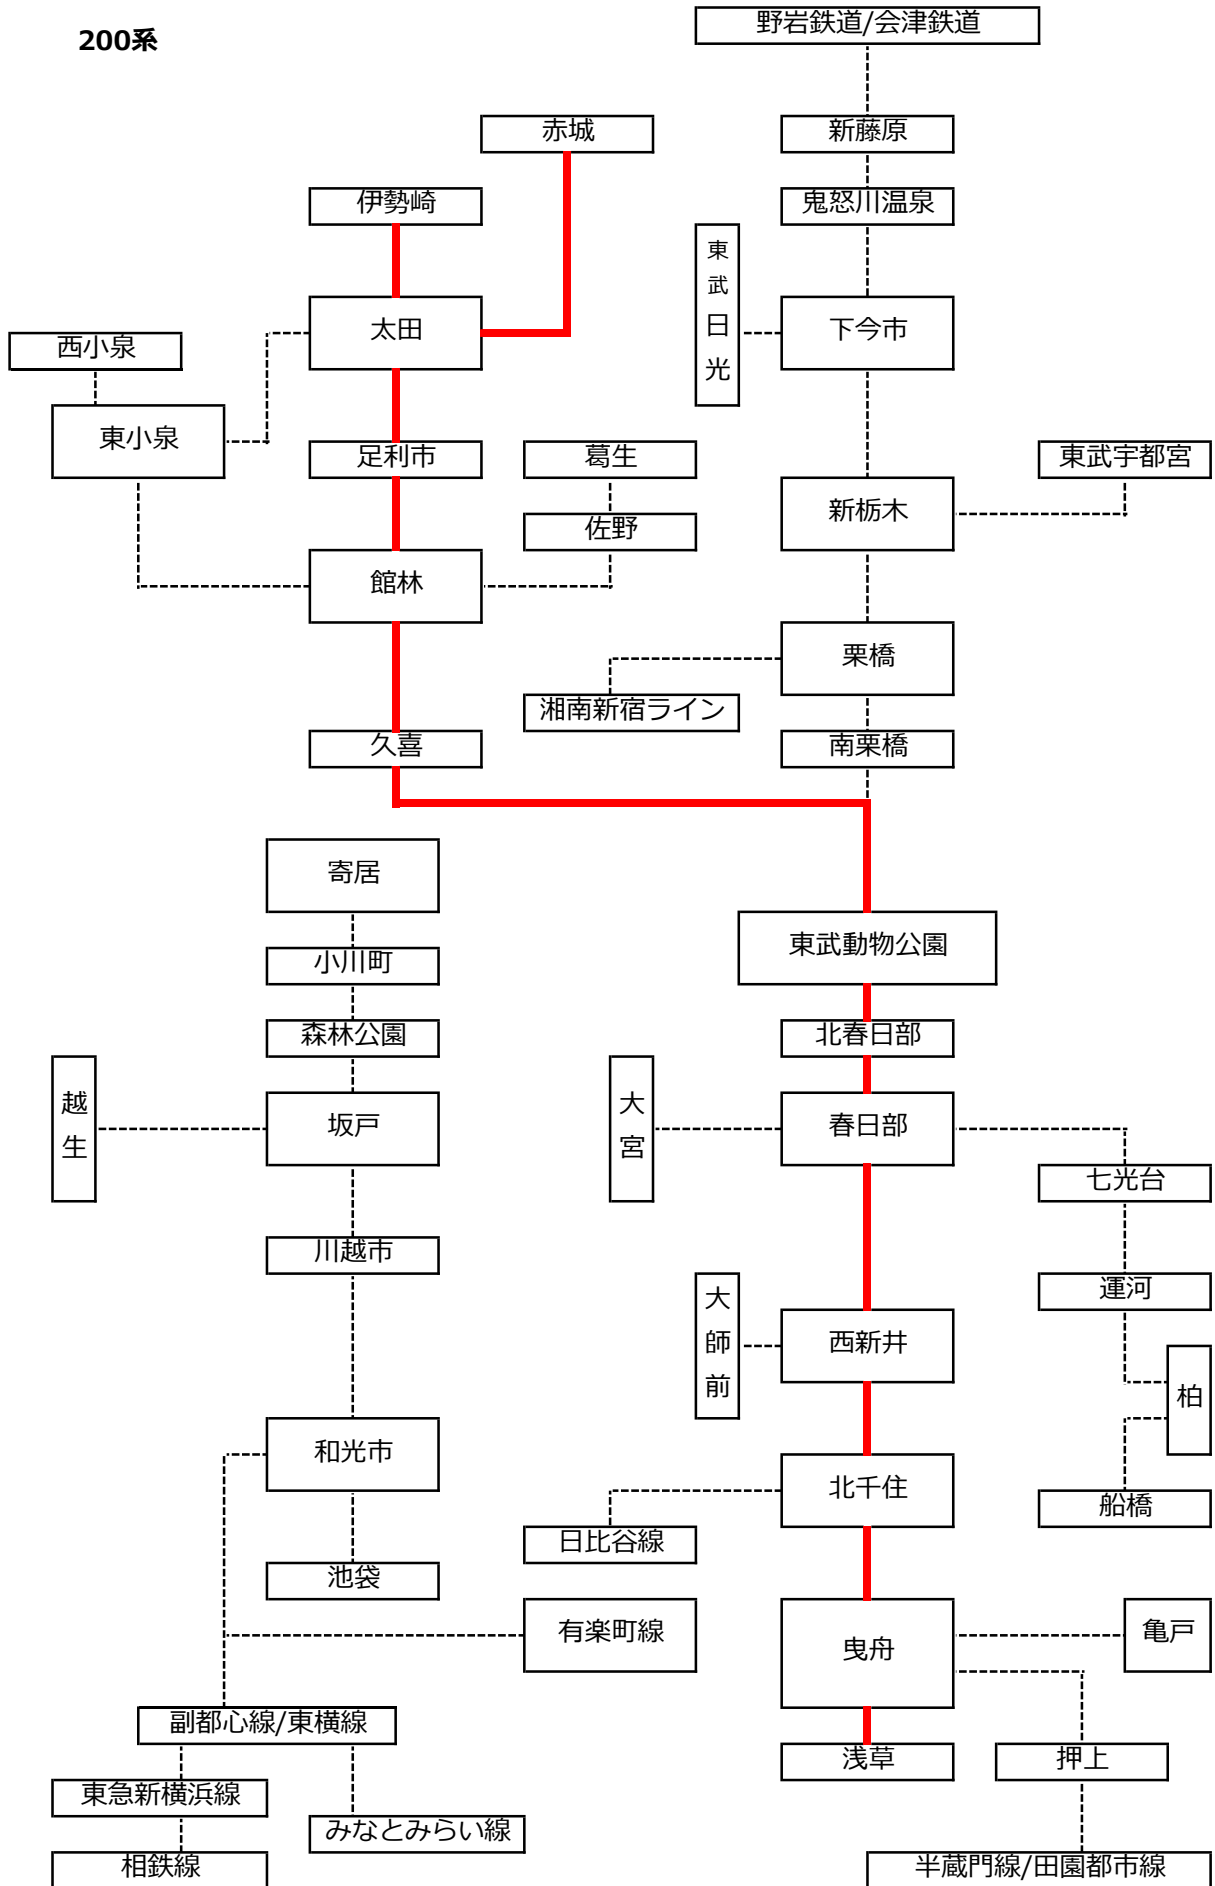 野岩鉄道/会津鉄道
200系
赤城
新藤原
伊勢崎
鬼怒川温泉
東武日光
太田
下今市
西小泉
東小泉
足利市
葛生
東武宇都宮
新栃木
佐野
館林
栗橋
湘南新宿ライン
久喜
南栗橋
寄居
東武動物公園
小川町
森林公園
北春日部
越生
坂戸
大宮
春日部
七光台
川越市
運河
大師前
西新井
柏
和光市
北千住
船橋
日比谷線
池袋
有楽町線
曳舟
亀戸
副都心線/東横線
浅草
押上
東急新横浜線
みなとみらい線
相鉄線
半蔵門線/田園都市線